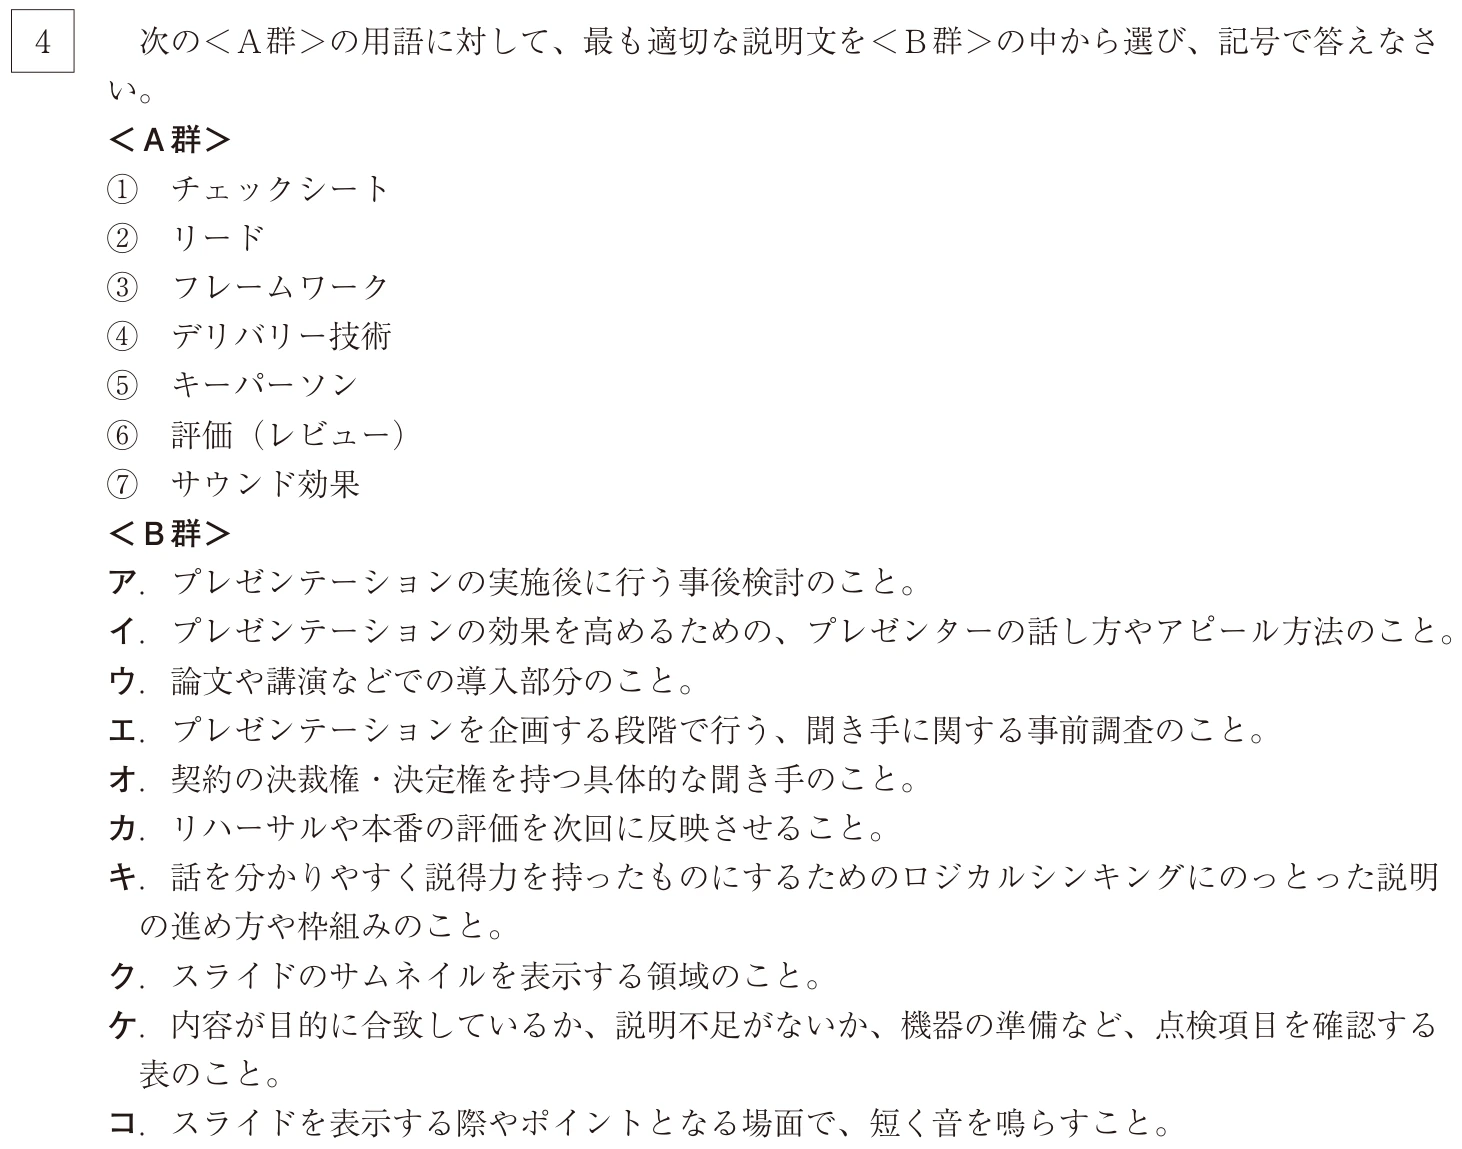 4　次の＜Ａ群＞の用語に対して、最も適切な説明文を＜Ｂ群＞の中から選び、記号で答えなさ
い。
＜Ａ群＞
①　チェックシート
②　リード
③　フレームワーク
④　デリバリー技術
⑤　キーパーソン
⑥　評価（レビュー）
⑦　サウンド効果
＜Ｂ群＞
ア．プレゼンテーションの実施後に行う事後検討のこと。
イ．プレゼンテーションの効果を高めるための、プレゼンターの話し方やアピール方法のこと。
ウ．論文や講演などでの導入部分のこと。
エ．プレゼンテーションを企画する段階で行う、聞き手に関する事前調査のこと。
オ．契約の決裁権・決定権を持つ具体的な聞き手のこと。
カ．リハーサルや本番の評価を次回に反映させること。
キ．話を分かりやすく説得力を持ったものにするためのロジカルシンキングにのっとった説明
の進め方や枠組みのこと。
ク．スライドのサムネイルを表示する領域のこと。
ケ．内容が目的に合致しているか、説明不足がないか、機器の準備など、点検項目を確認する
表のこと。
コ．スライドを表示する際やポイントとなる場面で、短く音を鳴らすこと。